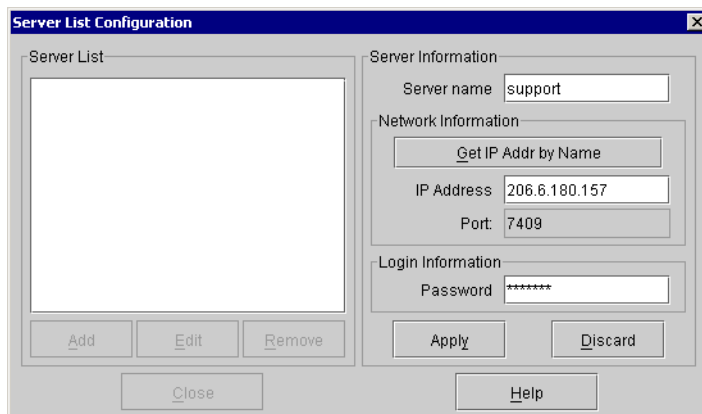 Server List Configuration
Server List
Add Edit Remove
Close
Server Information
Server name support
Network Information
Get IP Addr by Name
IP Address 206.6.180.157
Port: 7409
Login Information
Password *******
Apply Discard
Help